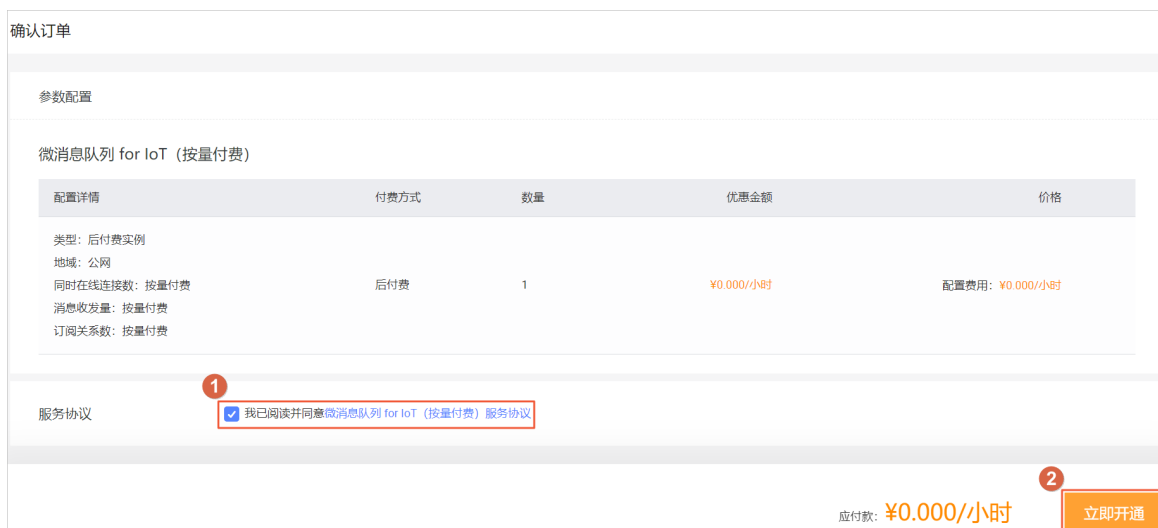 确认订单
参数配置
微消息队列 for IoT（按量付费）
配置详情 付费方式 数量 优惠金额 价格
类型：后付费实例
地域：公网
同时在线连接数：按量付费 后付费 1 ¥0.000/小时 配置费用：¥0.000/小时
消息收发量：按量付费
订阅关系数：按量付费
1
服务协议 我已阅读并同意微消息队列 for IoT（按量付费）服务协议
2
应付款：¥0.000/小时 立即开通